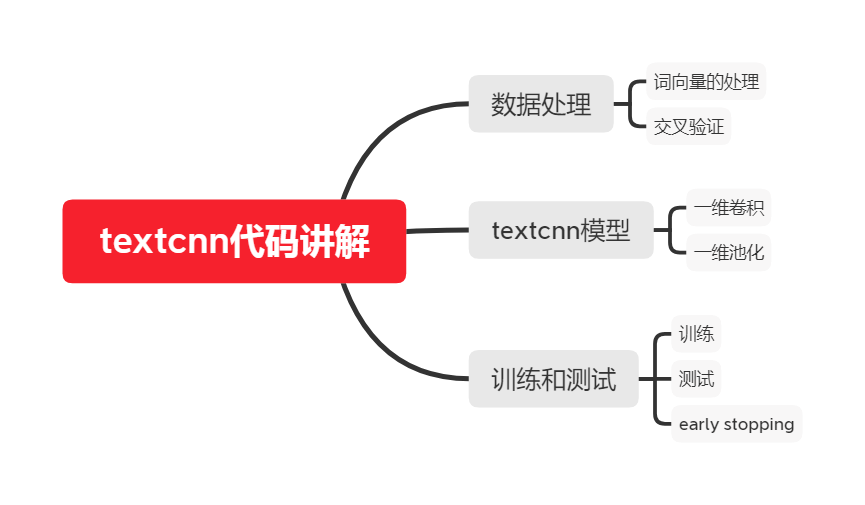 textcnn代码讲解
数据处理
词向量的处理
交叉验证
textcnn模型
一维卷积
一维池化
训练和测试
训练
测试
early stopping